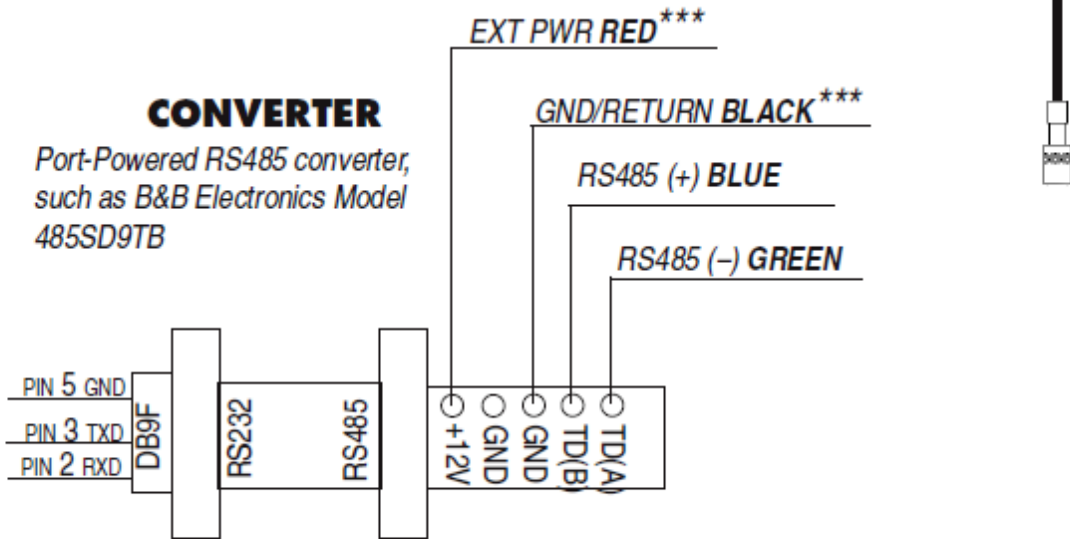 EXT PWR RED***
CONVERTER
GND/RETURN BLACK***
Port-Powered RS485 converter,
such as B&B Electronics Model
485SD9TB
RS485 (+) BLUE
RS485 (–) GREEN
PIN 5 GND
PIN 3 TXD
PIN 2 RXD
DB9F
RS232
RS485
+12V
GND
GND
TD(B)
TD(A)